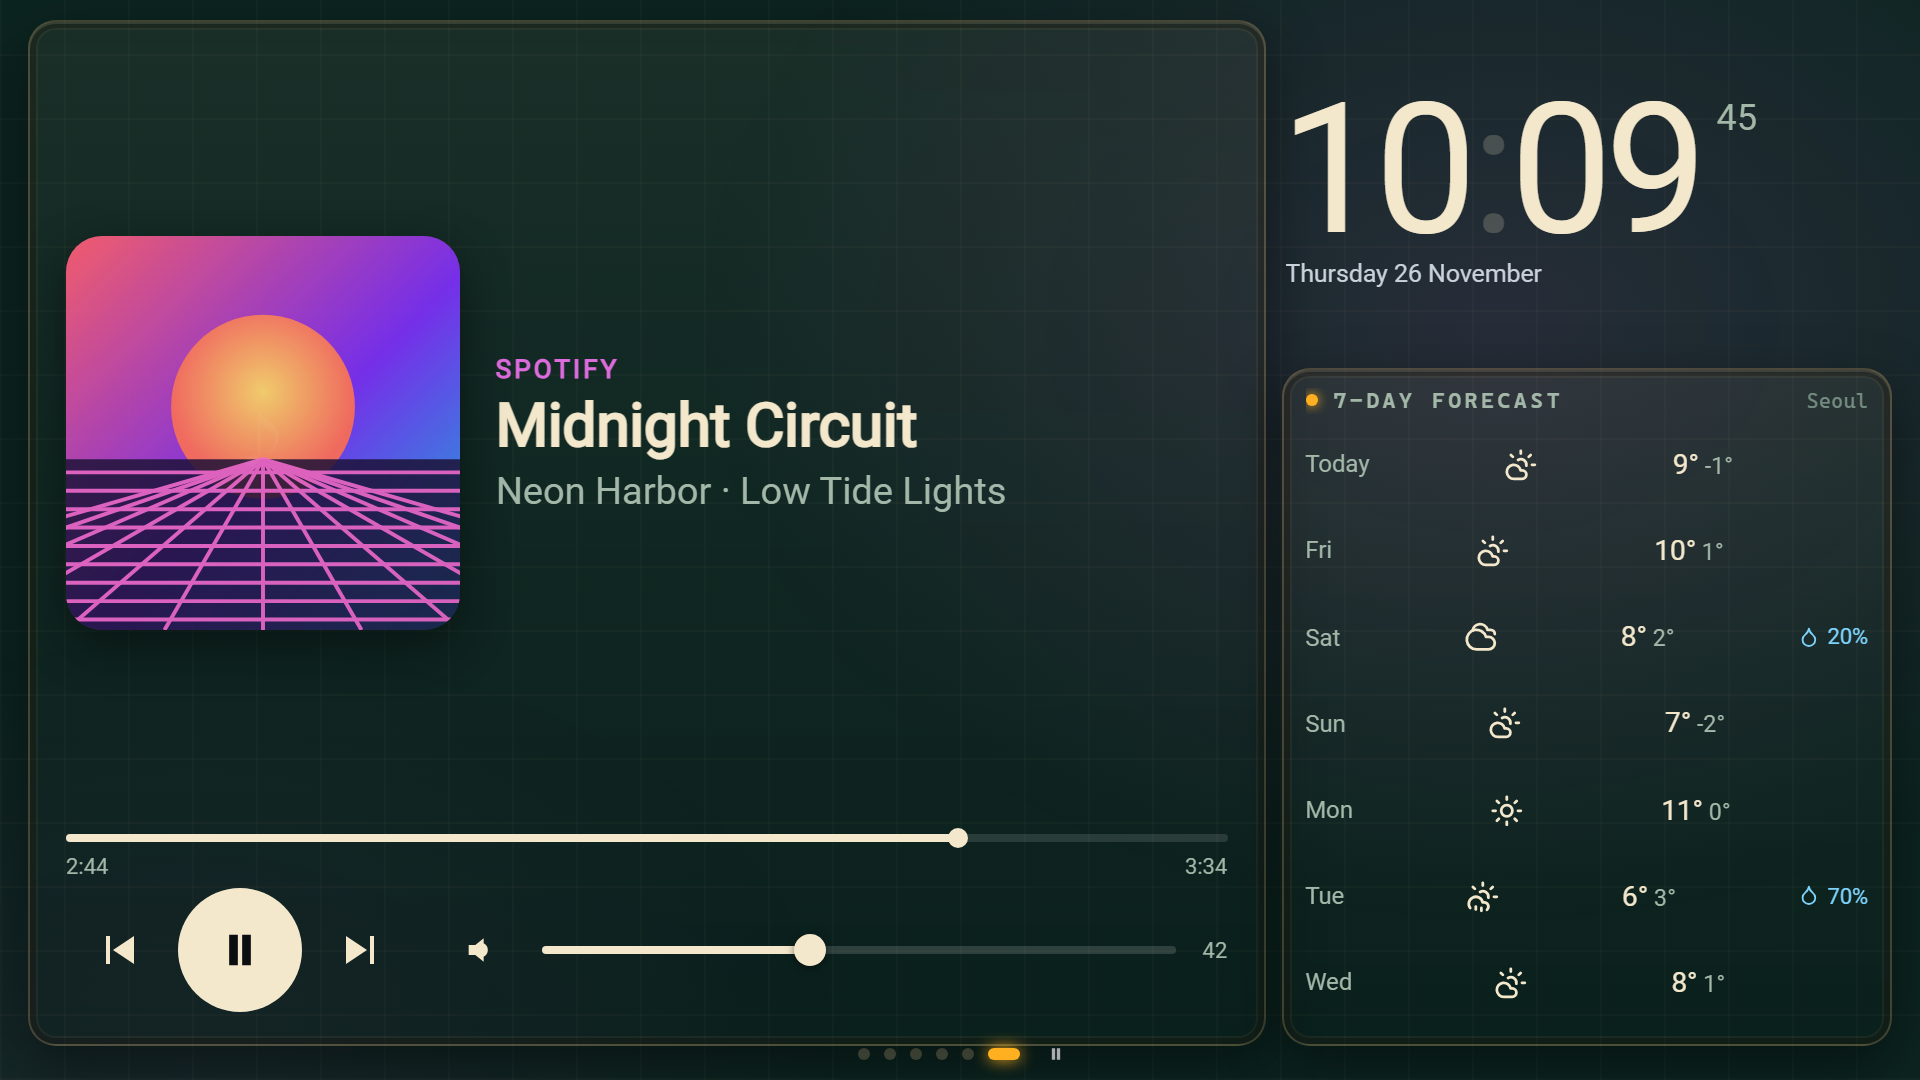 SPOTIFY
Midnight Circuit
Neon Harbor · Low Tide Lights
2:44
3:34
42
10:09 45
Thursday 26 November
7-DAY FORECAST Seoul
Today 9° -1°
Fri 10° 1°
Sat 8° 2° 20%
Sun 7° -2°
Mon 11° 0°
Tue 6° 3° 70%
Wed 8° 1°